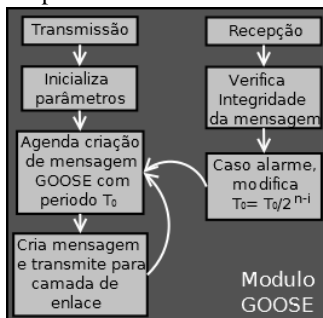 Transmissão
Inicializa
parâmetros
Agenda criação
de mensagem
GOOSE com
periodo T₀
Cria mensagem
e transmite para
camada de
enlace
Recepção
Verifica
Integridade
da mensagem
Caso alarme,
modifica
T₀= T₀/2ⁿ⁻ⁱ
Modulo
GOOSE